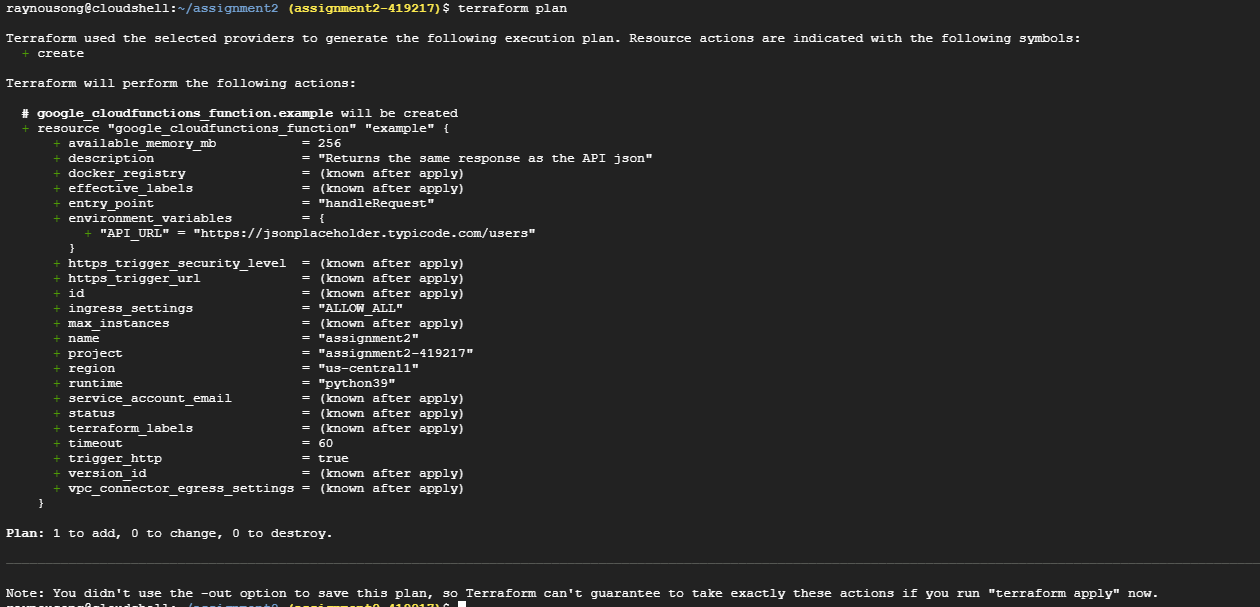 raynousong@cloudshell:~/assignment2 (assignment2-419217)$ terraform plan
Terraform used the selected providers to generate the following execution plan. Resource actions are indicated with the following symbols:
+ create
Terraform will perform the following actions:
# google_cloudfunctions_function.example will be created
+ resource "google_cloudfunctions_function" "example" {
+ available_memory_mb = 256
+ description = "Returns the same response as the API json"
+ docker_registry = (known after apply)
+ effective_labels = (known after apply)
+ entry_point = "handleRequest"
+ environment_variables = {
+ "API_URL" = "https://jsonplaceholder.typicode.com/users"
}
+ https_trigger_security_level = (known after apply)
+ https_trigger_url = (known after apply)
+ id = (known after apply)
+ ingress_settings = "ALLOW_ALL"
+ max_instances = (known after apply)
+ name = "assignment2"
+ project = "assignment2-419217"
+ region = "us-central1"
+ runtime = "python39"
+ service_account_email = (known after apply)
+ status = (known after apply)
+ terraform_labels = (known after apply)
+ timeout = 60
+ trigger_http = true
+ version_id = (known after apply)
+ vpc_connector_egress_settings = (known after apply)
}
Plan: 1 to add, 0 to change, 0 to destroy.
Note: You didn't use the -out option to save this plan, so Terraform can't guarantee to take exactly these actions if you run "terraform apply" now.
raynousong@cloudshell:~/assignment2 (assignment2-419217)$